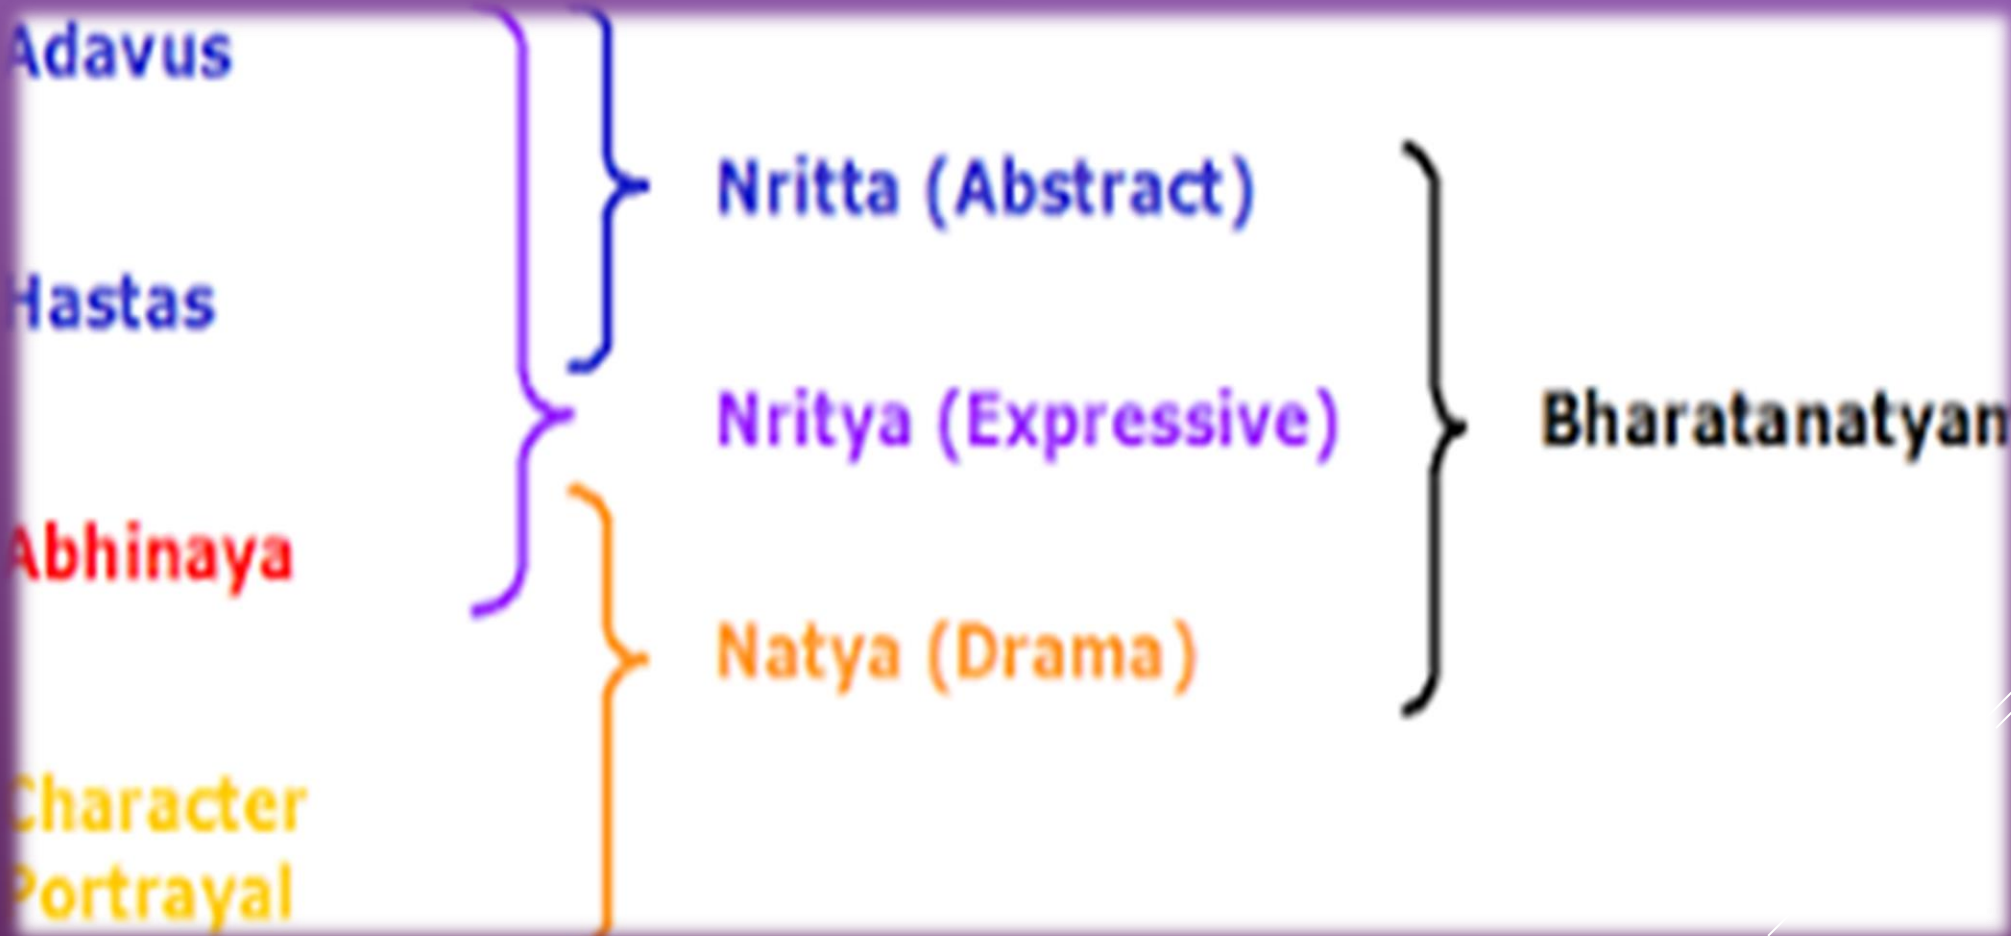 Adavus
Nritta (Abstract)
Hastas
Nritya (Expressive)
Bharatanatyam
Abhinaya
Natya (Drama)
Character
Portrayal